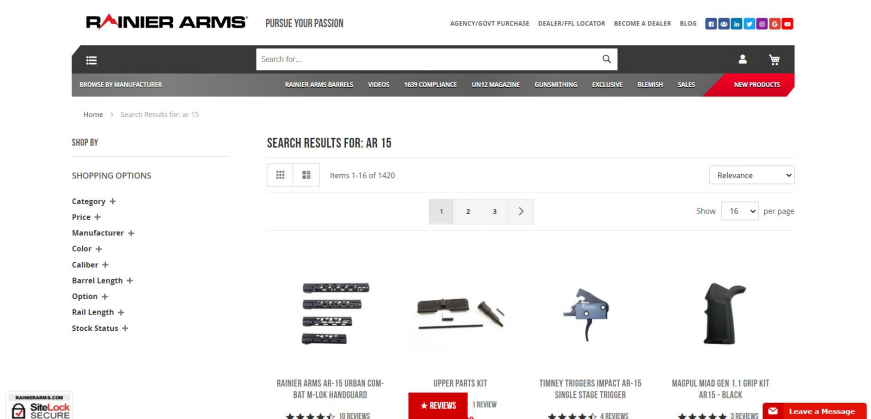 RAINIER ARMS
PURSUE YOUR PASSION
AGENCY/GOVT PURCHASE DEALER/FFL LOCATOR BECOME A DEALER BLOG
Search for...
BROWSE BY MANUFACTURER
RAINIER ARMS BARRELS VIDEOS 1639 COMPLIANCE UN12 MAGAZINE GUNSMITHING EXCLUSIVE BLEMISH SALES NEW PRODUCTS
Home > Search Results for: ar 15
SHOP BY
SHOPPING OPTIONS
Category +
Price +
Manufacturer +
Color +
Caliber +
Barrel Length +
Option +
Rail Length +
Stock Status +
SEARCH RESULTS FOR: AR 15
Items 1-16 of 1420
Relevance
1 2 3 >
Show 16 per page
RAINIER ARMS AR-15 URBAN COM-
BAT M-LOK HANDGUARD
10 REVIEWS
UPPER PARTS KIT
1 REVIEW
TIMNEY TRIGGERS IMPACT AR-15
SINGLE STAGE TRIGGER
4 REVIEWS
MAGPUL MIAD GEN 1.1 GRIP KIT
AR15 - BLACK
3 REVIEWS
★ REVIEWS
RAINIERARMS.COM
SiteLock
SECURE
Leave a Message